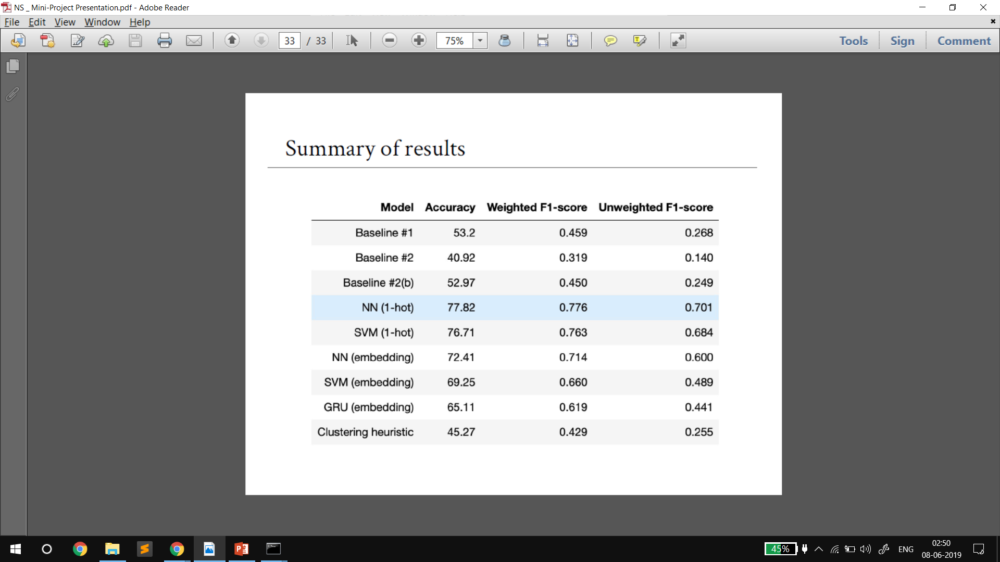 NS _ Mini-Project Presentation.pdf - Adobe Reader
File Edit View Window Help
33 / 33 75% Tools Sign Comment
Summary of results
Model Accuracy Weighted F1-score Unweighted F1-score
Baseline #1 53.2 0.459 0.268
Baseline #2 40.92 0.319 0.140
Baseline #2(b) 52.97 0.450 0.249
NN (1-hot) 77.82 0.776 0.701
SVM (1-hot) 76.71 0.763 0.684
NN (embedding) 72.41 0.714 0.600
SVM (embedding) 69.25 0.660 0.489
GRU (embedding) 65.11 0.619 0.441
Clustering heuristic 45.27 0.429 0.255
45% ENG 02:50
08-06-2019